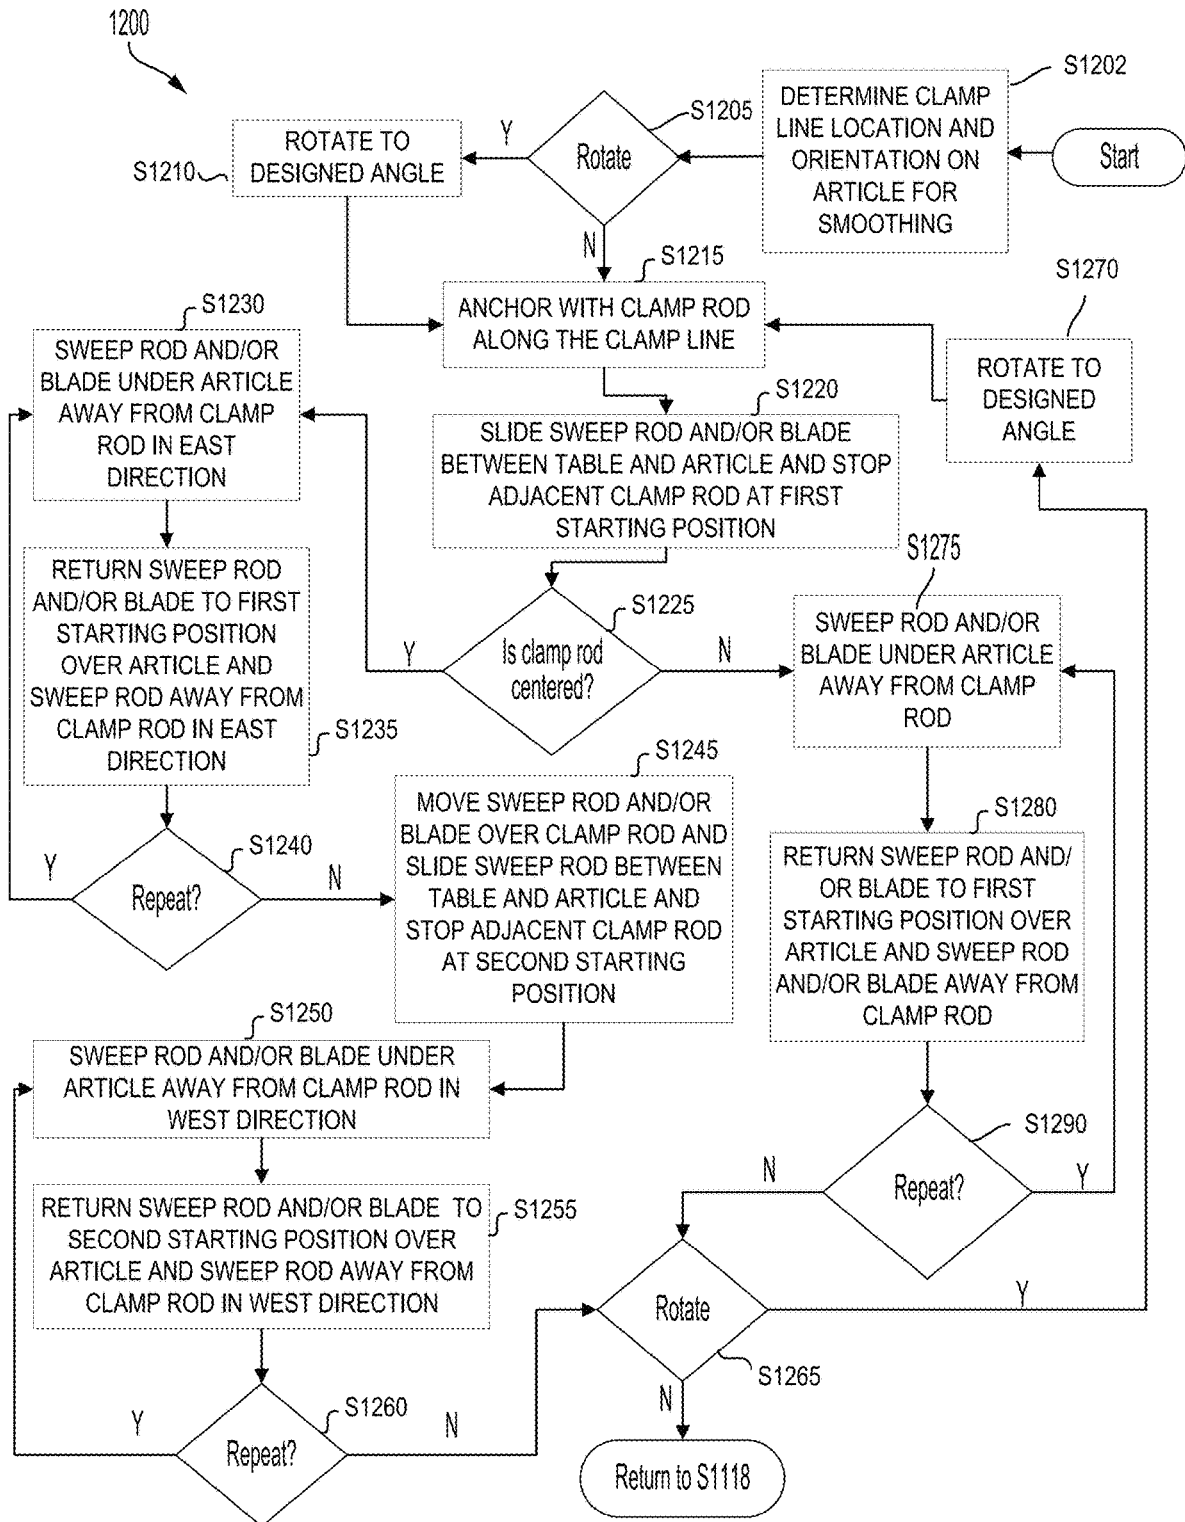 1200
Start
S1202
DETERMINE CLAMP
LINE LOCATION AND
ORIENTATION ON
ARTICLE FOR
SMOOTHING
S1205
Rotate
Y
N
S1210
ROTATE TO
DESIGNED ANGLE
S1215
ANCHOR WITH CLAMP ROD
ALONG THE CLAMP LINE
S1270
ROTATE TO
DESIGNED
ANGLE
S1220
SLIDE SWEEP ROD AND/OR BLADE
BETWEEN TABLE AND ARTICLE AND STOP
ADJACENT CLAMP ROD AT FIRST
STARTING POSITION
S1225
Is clamp rod
centered?
Y
N
S1230
SWEEP ROD AND/OR
BLADE UNDER ARTICLE
AWAY FROM CLAMP
ROD IN EAST
DIRECTION
RETURN SWEEP ROD
AND/OR BLADE TO FIRST
STARTING POSITION
OVER ARTICLE AND
SWEEP ROD AWAY FROM
CLAMP ROD IN EAST
DIRECTION
S1235
S1240
Repeat?
Y
N
S1245
MOVE SWEEP ROD AND/OR
BLADE OVER CLAMP ROD AND
SLIDE SWEEP ROD BETWEEN
TABLE AND ARTICLE AND
STOP ADJACENT CLAMP ROD
AT SECOND STARTING
POSITION
S1250
SWEEP ROD AND/OR BLADE UNDER
ARTICLE AWAY FROM CLAMP ROD IN
WEST DIRECTION
S1255
RETURN SWEEP ROD AND/OR BLADE TO
SECOND STARTING POSITION OVER
ARTICLE AND SWEEP ROD AWAY FROM
CLAMP ROD IN WEST DIRECTION
S1260
Repeat?
Y
N
S1275
SWEEP ROD AND/OR
BLADE UNDER ARTICLE
AWAY FROM CLAMP
ROD
S1280
RETURN SWEEP ROD AND/
OR BLADE TO FIRST
STARTING POSITION OVER
ARTICLE AND SWEEP ROD
AND/OR BLADE AWAY FROM
CLAMP ROD
S1290
Repeat?
N
Y
Rotate
S1265
Y
N
Return to S1118